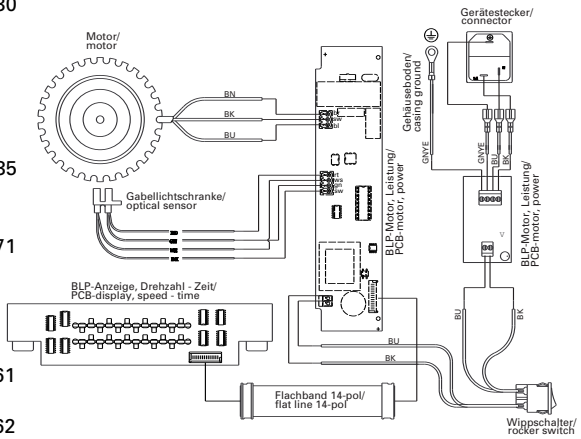 80
Gerätestecker/
connector
Motor/
motor
Gehäuseboden/
casing ground
BN
BK
BU
GNYE
GNYE
BU
BK
85
Gabellichtschranke/
optical sensor
BLP-Motor, Leistung/
PCB-motor, power
BLP-Motor, Leistung/
PCB-motor, power
71
BLP-Anzeige, Drehzahl - Zeit/
PCB-display, speed - time
BU
BK
BU
BK
61
Flachband 14-pol/
flat line 14-pol
62
Wippschalter/
rocker switch